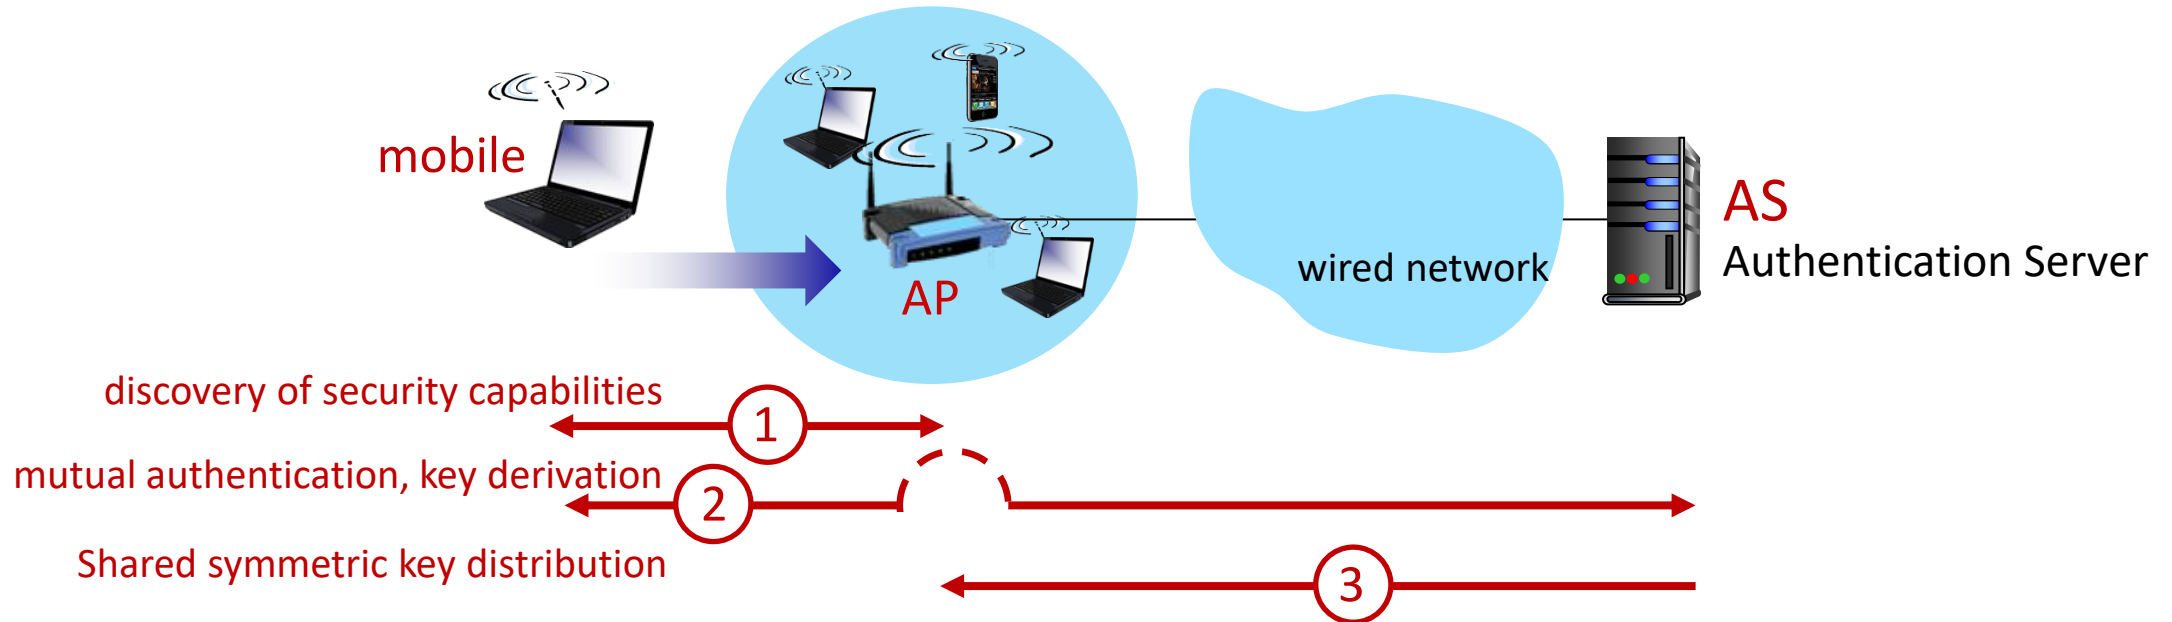 mobile
AP
wired network
AS
Authentication Server
discovery of security capabilities
1
mutual authentication, key derivation
2
Shared symmetric key distribution
3